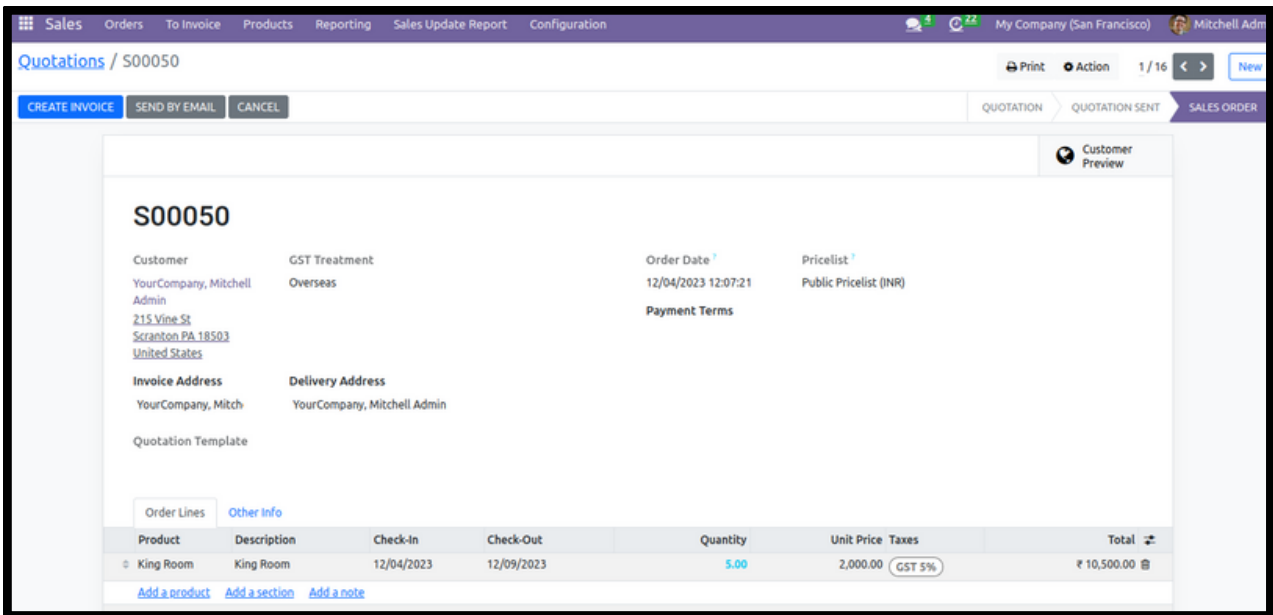 Sales Orders To Invoice Products Reporting Sales Update Report Configuration 4 22 My Company (San Francisco) Mitchell Adm
Quotations / S00050 Print Action 1 / 16 New
CREATE INVOICE SEND BY EMAIL CANCEL QUOTATION QUOTATION SENT SALES ORDER
Customer
Preview
S00050
Customer GST Treatment Order Date ? Pricelist ?
YourCompany, Mitchell Overseas 12/04/2023 12:07:21 Public Pricelist (INR)
Admin
215 Vine St Payment Terms
Scranton PA 18503
United States
Invoice Address Delivery Address
YourCompany, Mitch YourCompany, Mitchell Admin
Quotation Template
Order Lines Other Info
Product Description Check-In Check-Out Quantity Unit Price Taxes Total
King Room King Room 12/04/2023 12/09/2023 5.00 2,000.00 GST 5% ₹ 10,500.00
Add a product Add a section Add a note